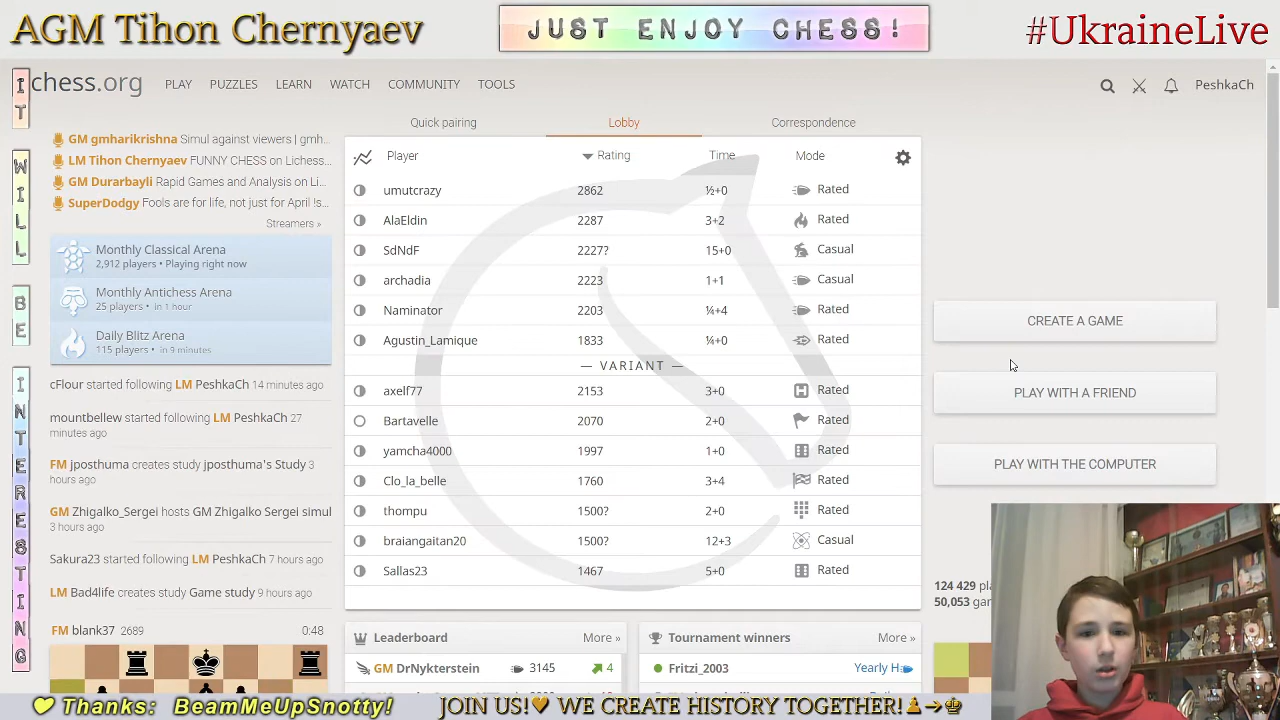 AGM Tihon Chernyaev
JUST ENJOY CHESS!
#UkraineLive
IT WILL BE INTERESTING
chess.org
PLAY PUZZLES LEARN WATCH COMMUNITY TOOLS
PeshkaCh
GM gmharikrishna Simul against viewers | gmh...
LM Tihon Chernyaev FUNNY CHESS on Lichess...
GM Durarbayli Rapid Games and Analysis on Li...
SuperDodgy Fools are for life, not just for April !s...
Streamers »
Monthly Classical Arena
2,912 players • Playing right now
Monthly Antichess Arena
25 players • in 1 hour
Daily Blitz Arena
115 players • in 9 minutes
cFlour started following LM PeshkaCh 14 minutes ago
mountbellew started following LM PeshkaCh 27
minutes ago
FM jposthuma creates study jposthuma's Study 3
hours ago
GM Zhigalko_Sergei hosts GM Zhigalko Sergei simul
3 hours ago
Sakura23 started following LM PeshkaCh 7 hours ago
LM Bad4life creates study Game study 9 hours ago
FM blank37 2689 0:48
Quick pairing Lobby Correspondence
Player Rating Time Mode
umutcrazy 2862 ½+0 Rated
AlaEldin 2287 3+2 Rated
SdNdF 2227? 15+0 Casual
archadia 2223 1+1 Casual
Naminator 2203 ¼+4 Rated
Agustin_Lamique 1833 ¼+0 Rated
— VARIANT —
axelf77 2153 3+0 Rated
Bartavelle 2070 2+0 Rated
yamcha4000 1997 1+0 Rated
Clo_la_belle 1760 3+4 Rated
thompu 1500? 2+0 Rated
braiangaitan20 1500? 12+3 Casual
Sallas23 1467 5+0 Rated
Leaderboard More »
GM DrNykterstein 3145 4
Tournament winners More »
Fritzi_2003 Yearly H
CREATE A GAME
PLAY WITH A FRIEND
PLAY WITH THE COMPUTER
124 429
50,053
Thanks: BeamMeUpSnotty!
JOIN US! WE CREATE HISTORY TOGETHER!